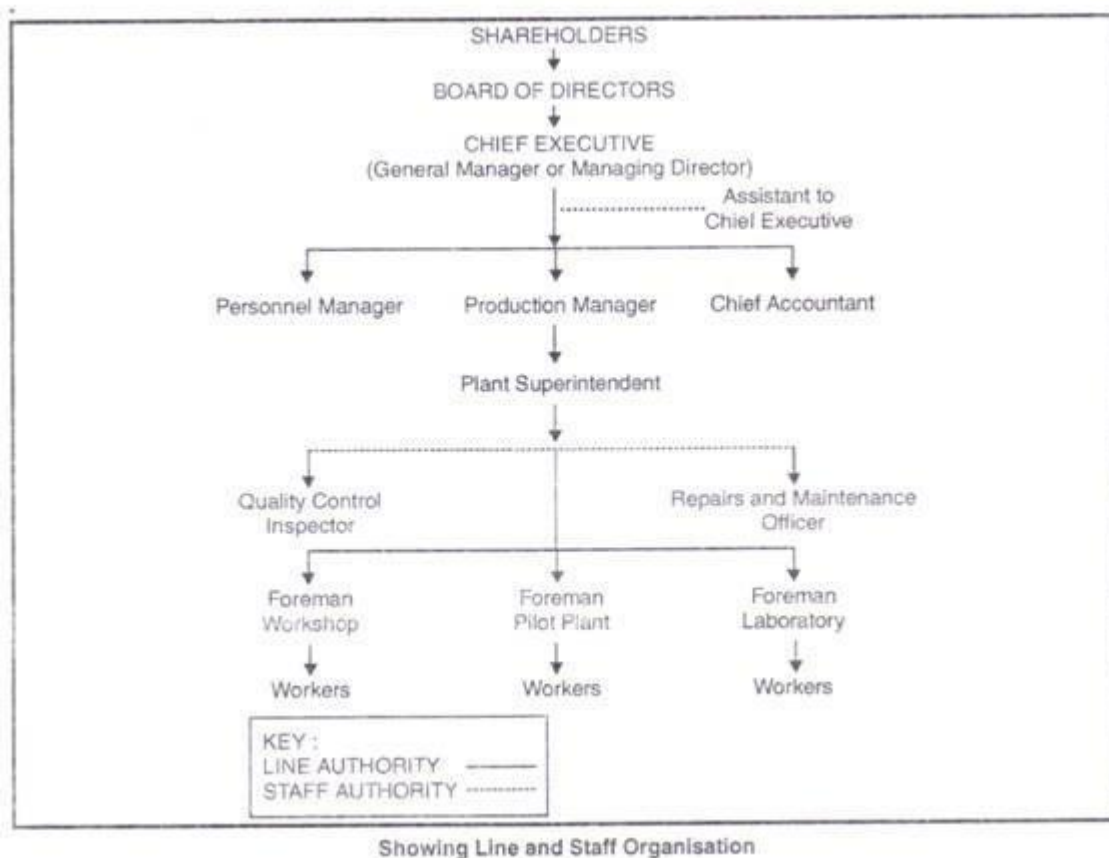 SHAREHOLDERS
BOARD OF DIRECTORS
CHIEF EXECUTIVE
(General Manager or Managing Director)
Assistant to
Chief Executive
Personnel Manager
Production Manager
Chief Accountant
Plant Superintendent
Quality Control
Inspector
Repairs and Maintenance
Officer
Foreman
Workshop
Foreman
Pilot Plant
Foreman
Laboratory
Workers
Workers
Workers
KEY :
LINE AUTHORITY
STAFF AUTHORITY
Showing Line and Staff Organisation